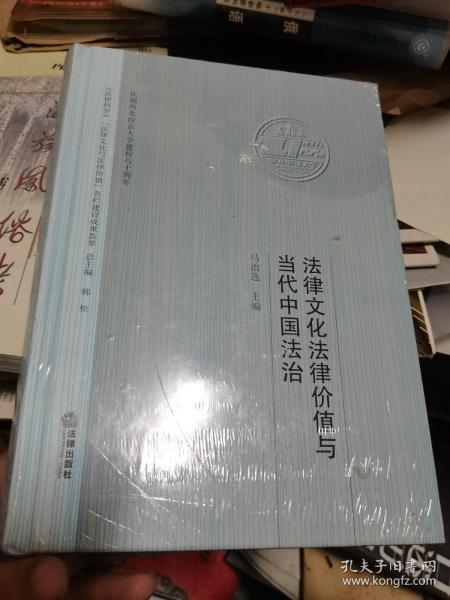 庆祝西北政法大学建校八十周年
《法律科学》“法律文化与法律价值”名栏建设成果荟萃 总主编 韩松
法律文化法律价值与
当代中国法治
马治选 主编
法律出版社
俄语
孔夫子旧书网
www.kongfz.com